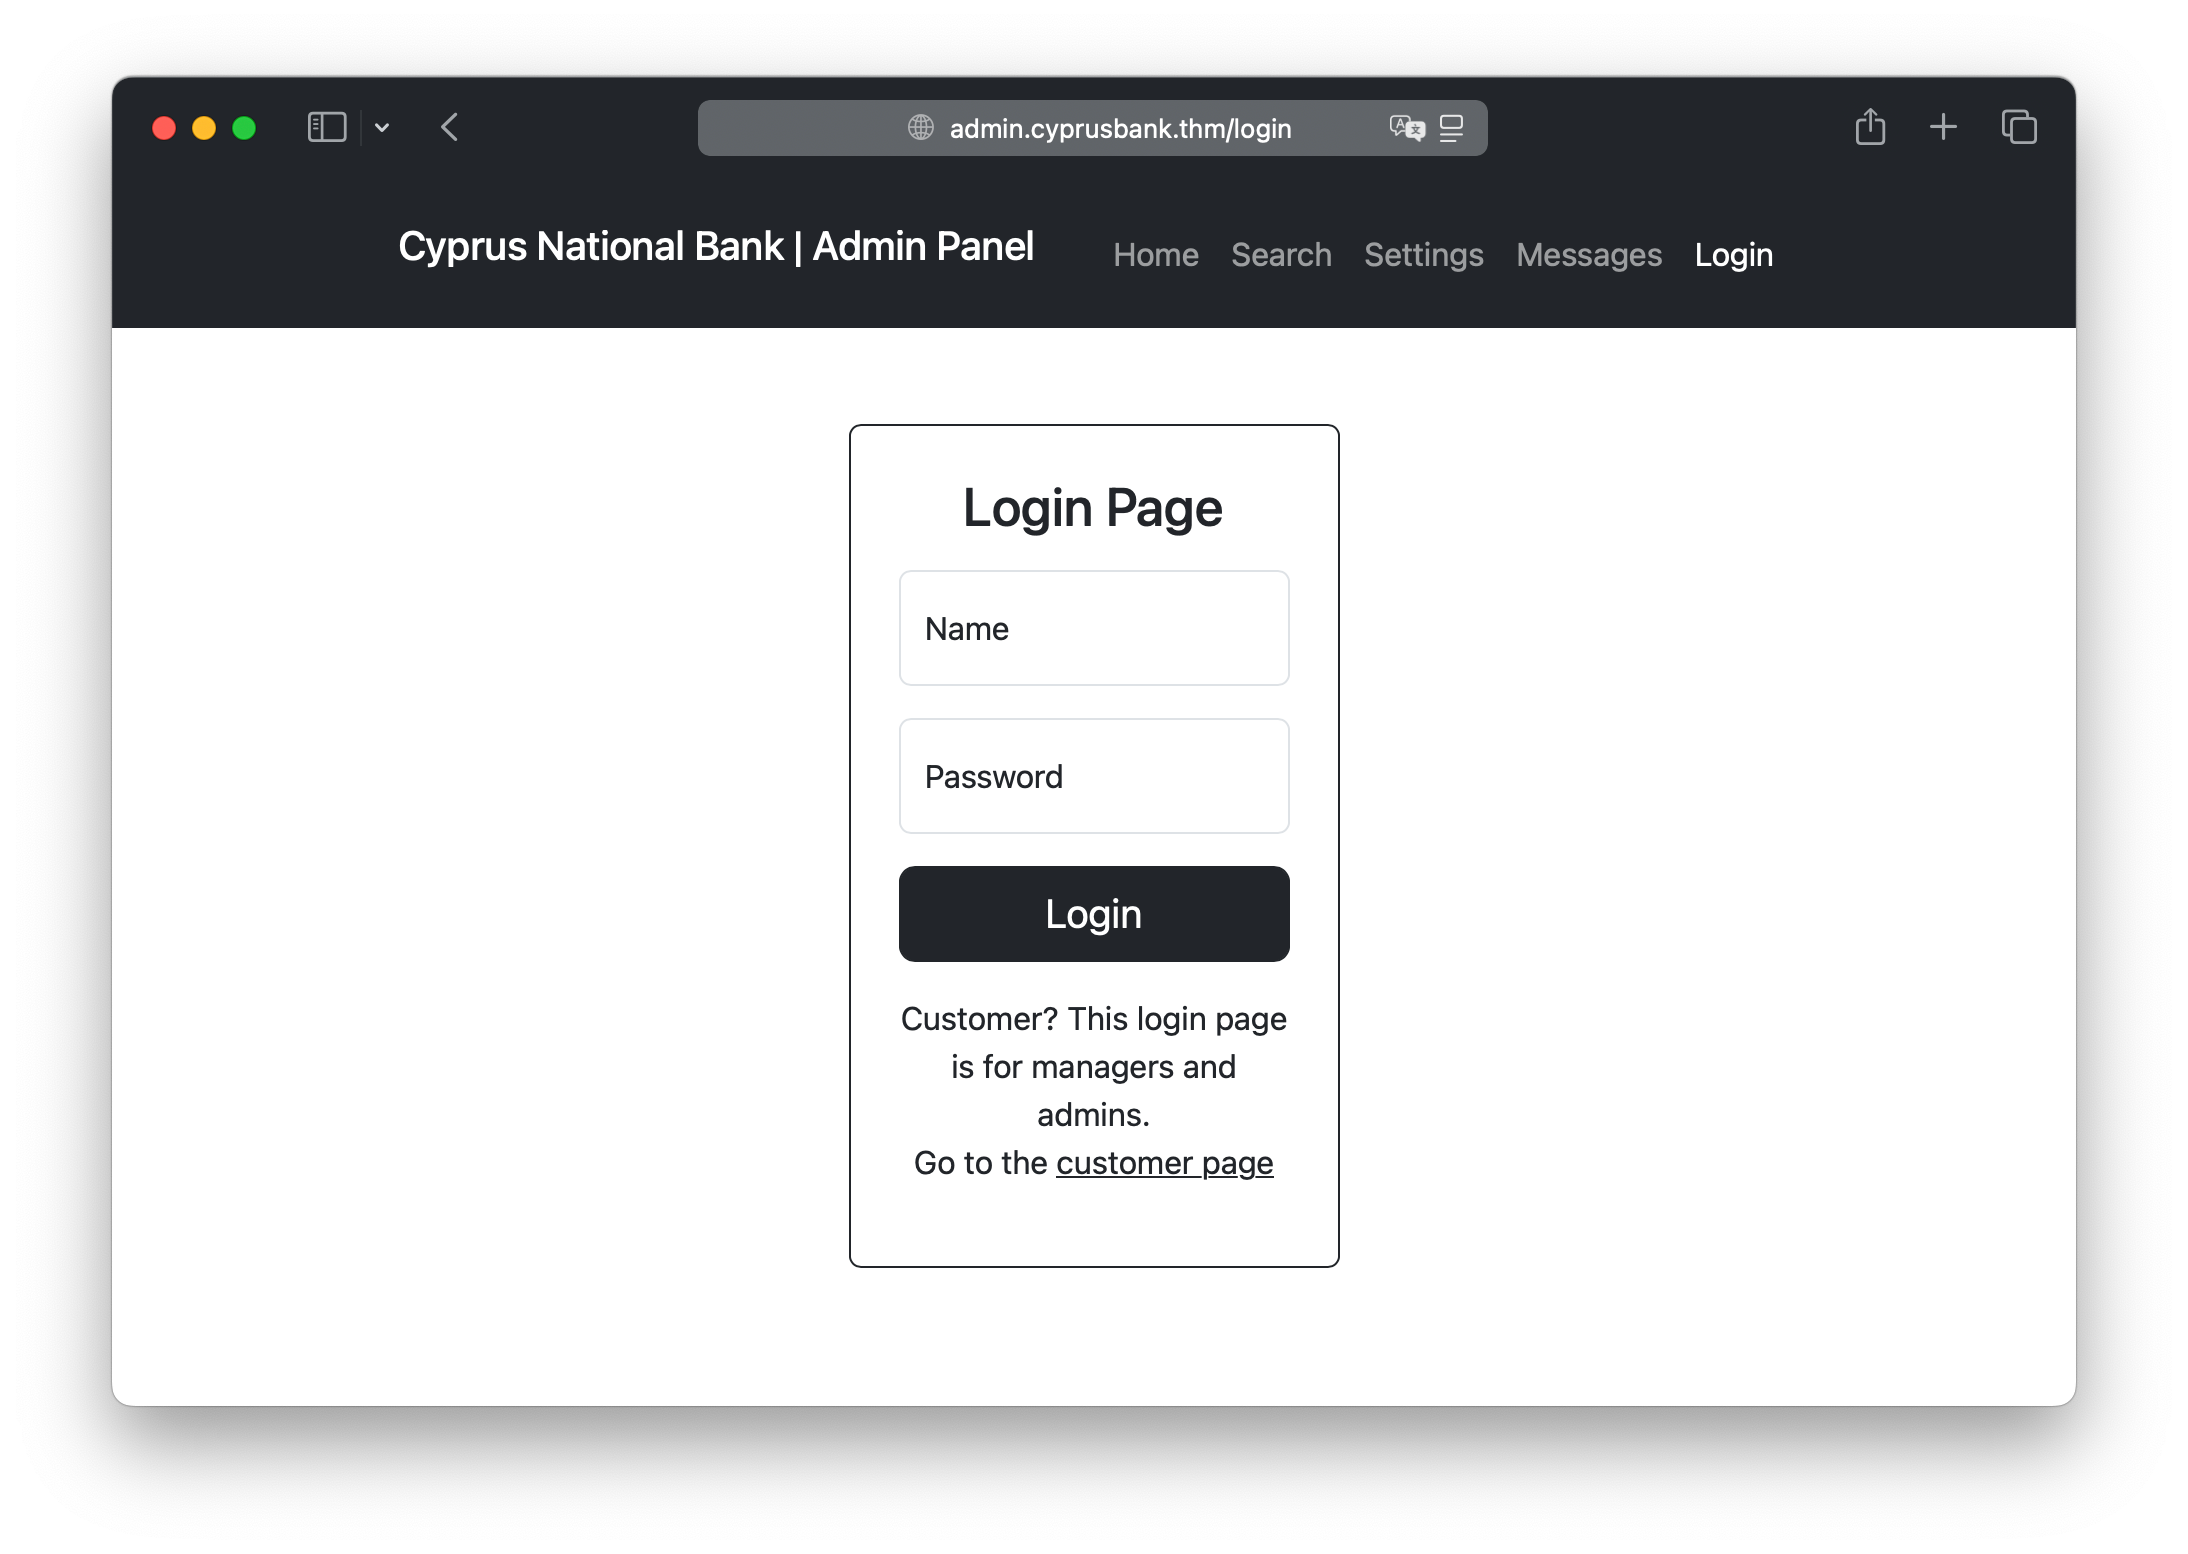 admin.cyprusbank.thm/login
Cyprus National Bank | Admin Panel
Home Search Settings Messages Login
Login Page
Name
Password
Login
Customer? This login page
is for managers and
admins.
Go to the customer page